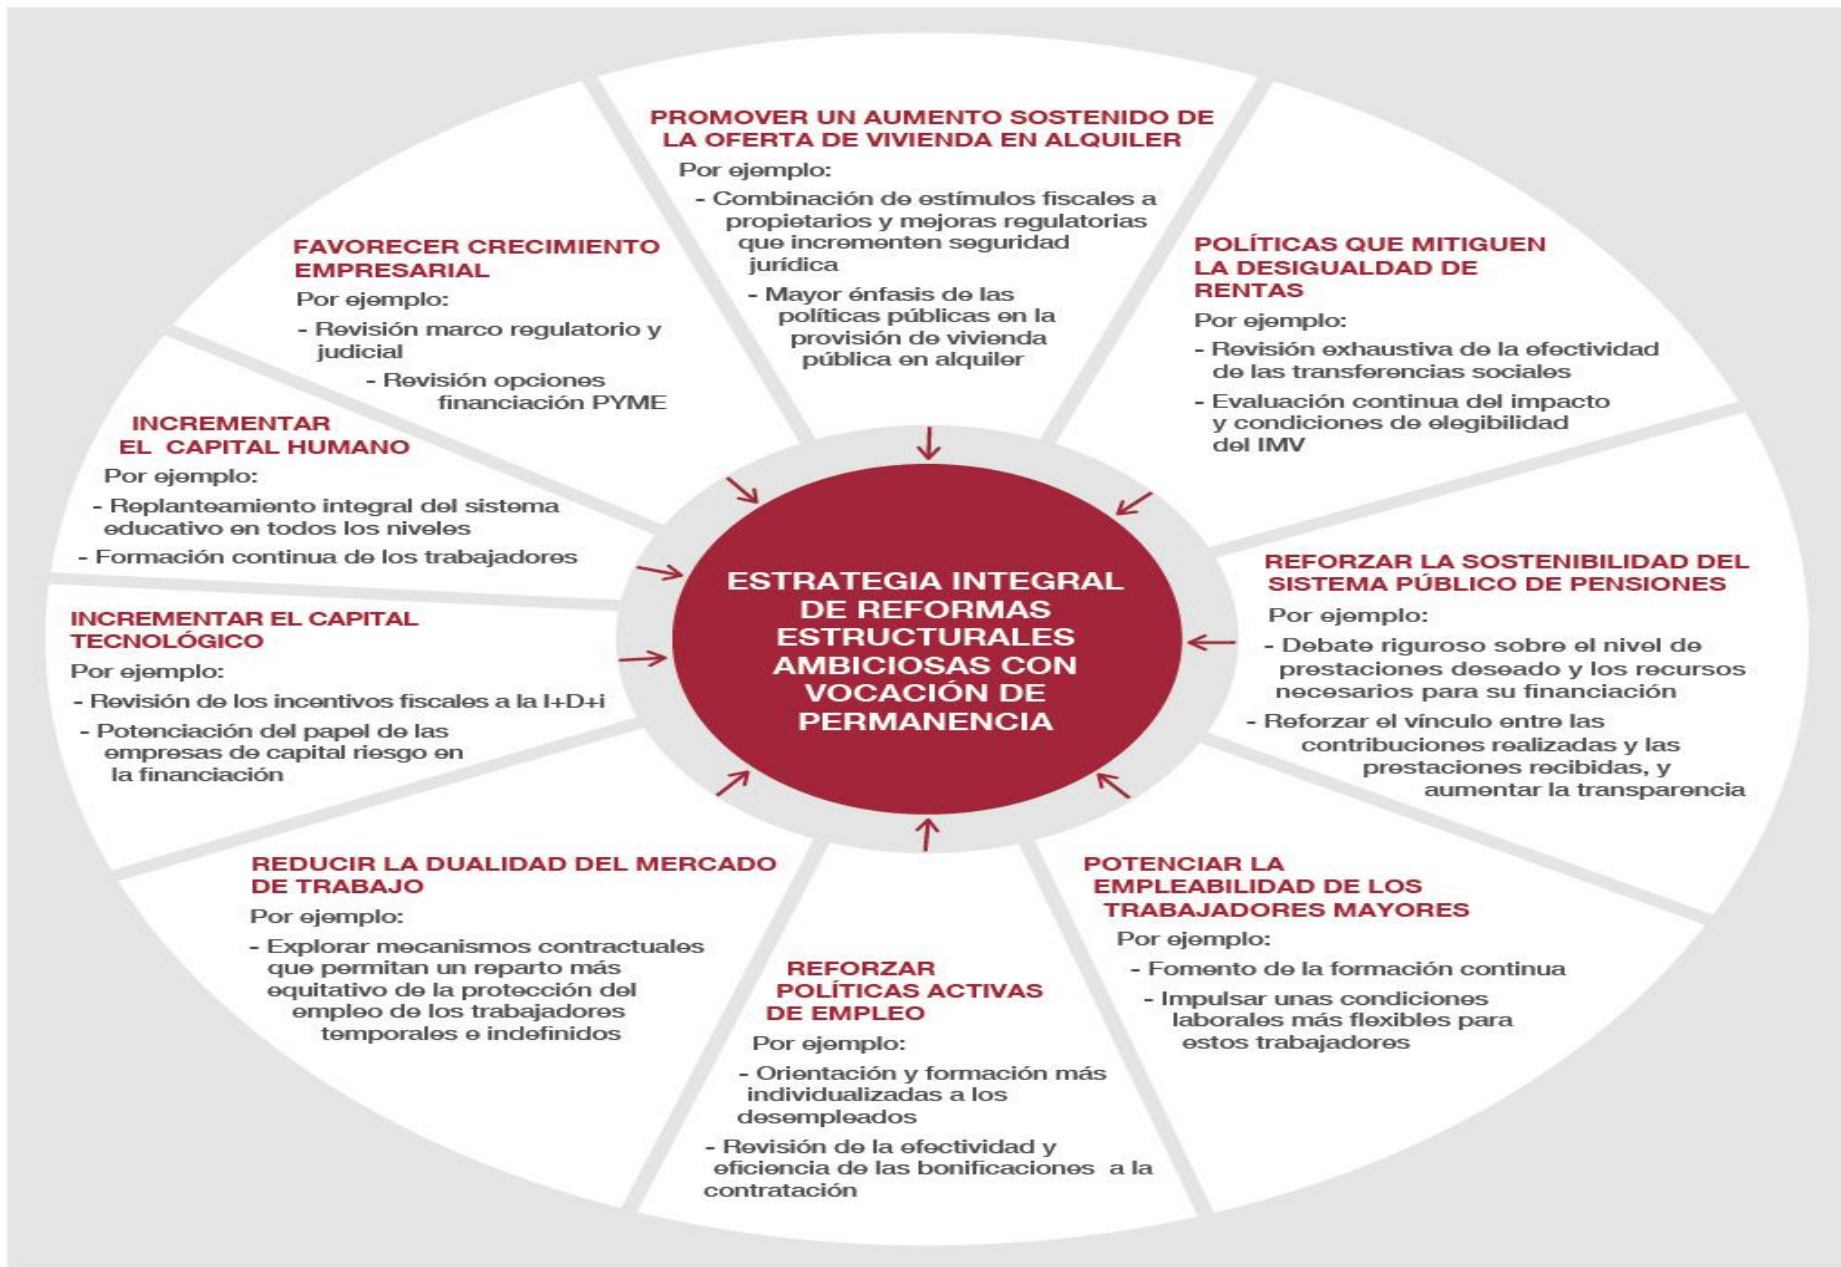 PROMOVER UN AUMENTO SOSTENIDO DE
LA OFERTA DE VIVIENDA EN ALQUILER
Por ejemplo:
- Combinación de estímulos fiscales a
propietarios y mejoras regulatorias
que incrementen seguridad
jurídica
- Mayor énfasis de las
políticas públicas en la
provisión de vivienda
pública en alquiler
POLÍTICAS QUE MITIGUEN
LA DESIGUALDAD DE
RENTAS
Por ejemplo:
- Revisión exhaustiva de la efectividad
de las transferencias sociales
- Evaluación continua del impacto
y condiciones de elegibilidad
del IMV
REFORZAR LA SOSTENIBILIDAD DEL
SISTEMA PÚBLICO DE PENSIONES
Por ejemplo:
- Debate riguroso sobre el nivel de
prestaciones deseado y los recursos
necesarios para su financiación
- Reforzar el vínculo entre las
contribuciones realizadas y las
prestaciones recibidas, y
aumentar la transparencia
POTENCIAR LA
EMPLEABILIDAD DE LOS
TRABAJADORES MAYORES
Por ejemplo:
- Fomento de la formación continua
- Impulsar unas condiciones
laborales más flexibles para
estos trabajadores
REFORZAR
POLÍTICAS ACTIVAS
DE EMPLEO
Por ejemplo:
- Orientación y formación más
individualizadas a los
desempleados
- Revisión de la efectividad y
eficiencia de las bonificaciones a la
contratación
REDUCIR LA DUALIDAD DEL MERCADO
DE TRABAJO
Por ejemplo:
- Explorar mecanismos contractuales
que permitan un reparto más
equitativo de la protección del
empleo de los trabajadores
temporales e indefinidos
INCREMENTAR EL CAPITAL
TECNOLÓGICO
Por ejemplo:
- Revisión de los incentivos fiscales a la I+D+i
- Potenciación del papel de las
empresas de capital riesgo en
la financiación
INCREMENTAR
EL CAPITAL HUMANO
Por ejemplo:
- Replanteamiento integral del sistema
educativo en todos los niveles
- Formación continua de los trabajadores
FAVORECER CRECIMIENTO
EMPRESARIAL
Por ejemplo:
- Revisión marco regulatorio y
judicial
- Revisión opciones
financiación PYME
ESTRATEGIA INTEGRAL
DE REFORMAS
ESTRUCTURALES
AMBICIOSAS CON
VOCACIÓN DE
PERMANENCIA